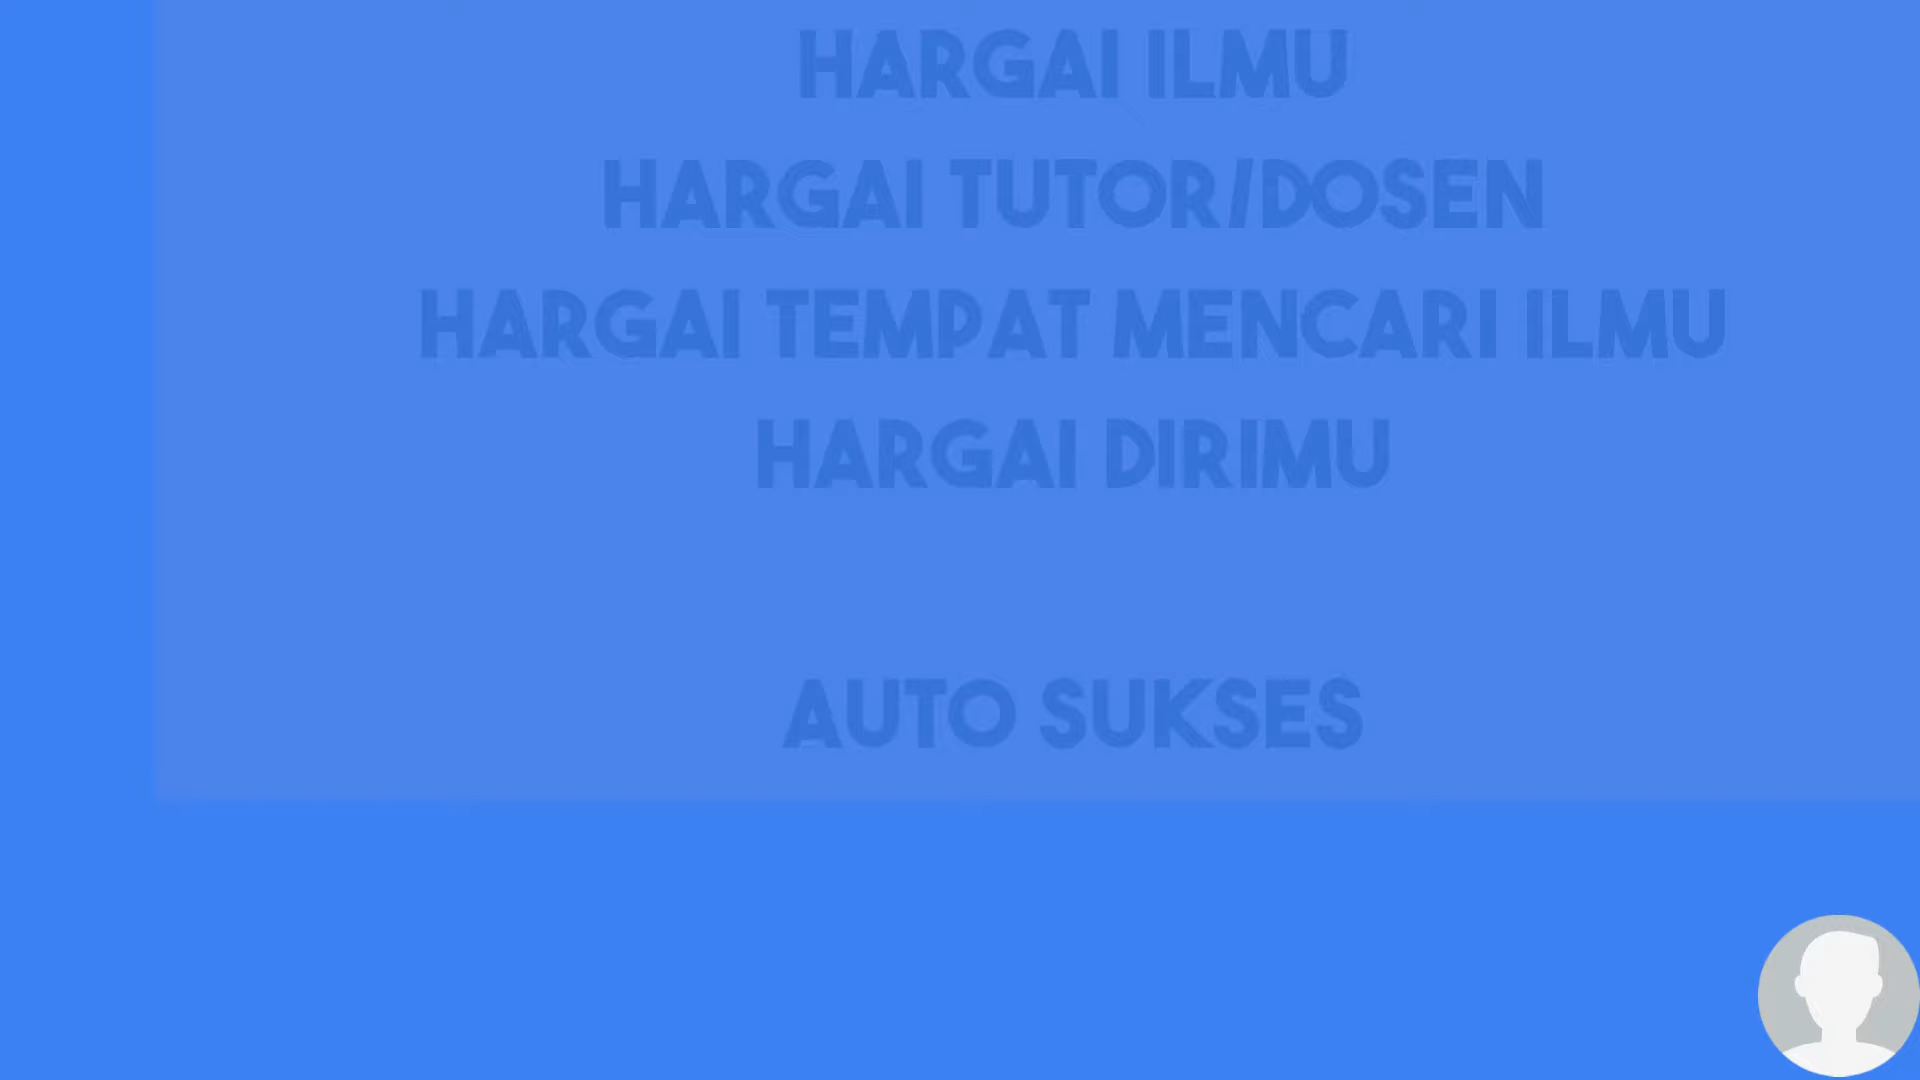 HARGAI ILMU
HARGAI TUTOR/DOSEN
HARGAI TEMPAT MENCARI ILMU
HARGAI DIRIMU
AUTO SUKSES